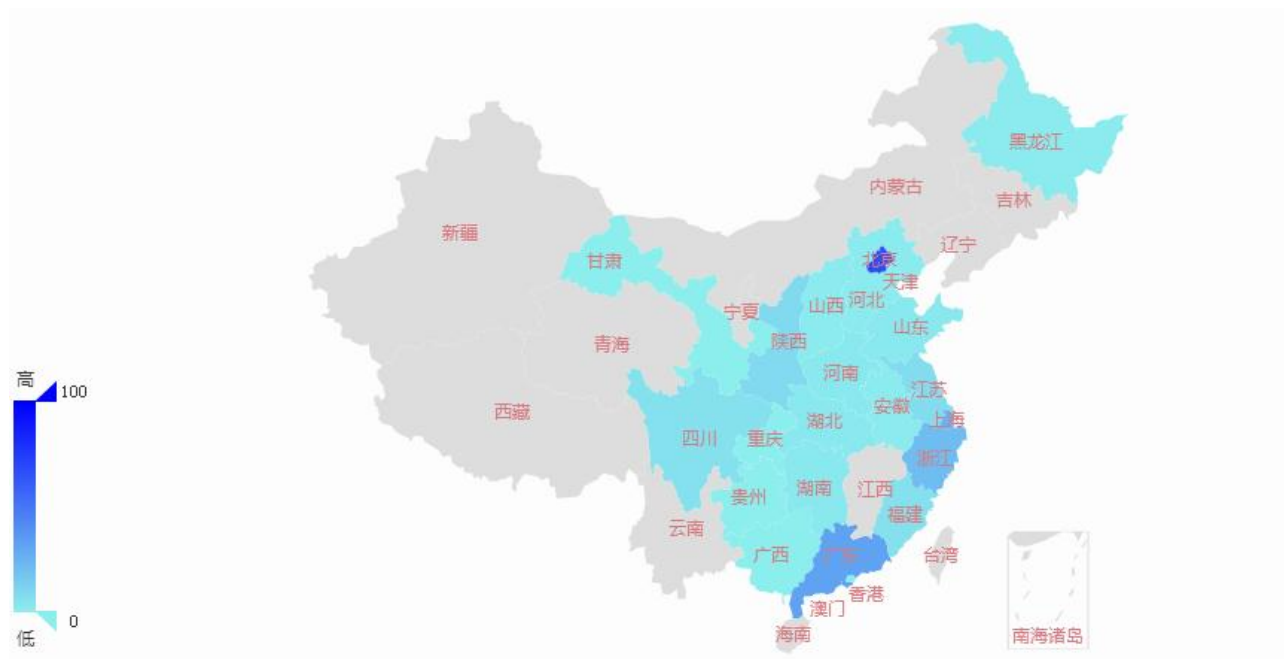 黑龙江
内蒙古
吉林
新疆
辽宁
北京
甘肃
天津
河北
山西
宁夏
山东
陕西
青海
河南
高
100
江苏
安徽
西藏
上海
湖北
四川
重庆
浙江
湖南
江西
贵州
福建
云南
广西
广东
台湾
香港
澳门
0
低
海南
南海诸岛